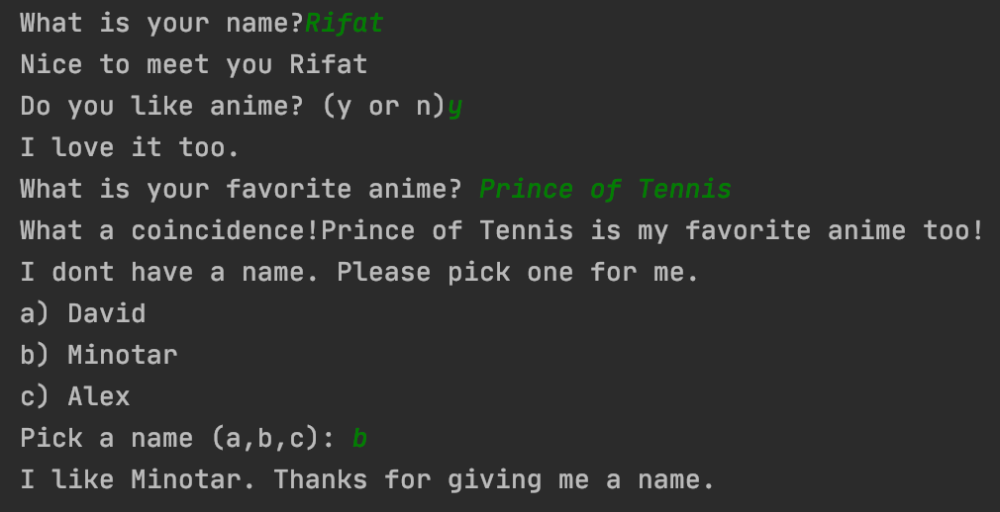 What is your name?Rifat
Nice to meet you Rifat
Do you like anime? (y or n)y
I love it too.
What is your favorite anime? Prince of Tennis
What a coincidence!Prince of Tennis is my favorite anime too!
I dont have a name. Please pick one for me.
a) David
b) Minotar
c) Alex
Pick a name (a,b,c): b
I like Minotar. Thanks for giving me a name.